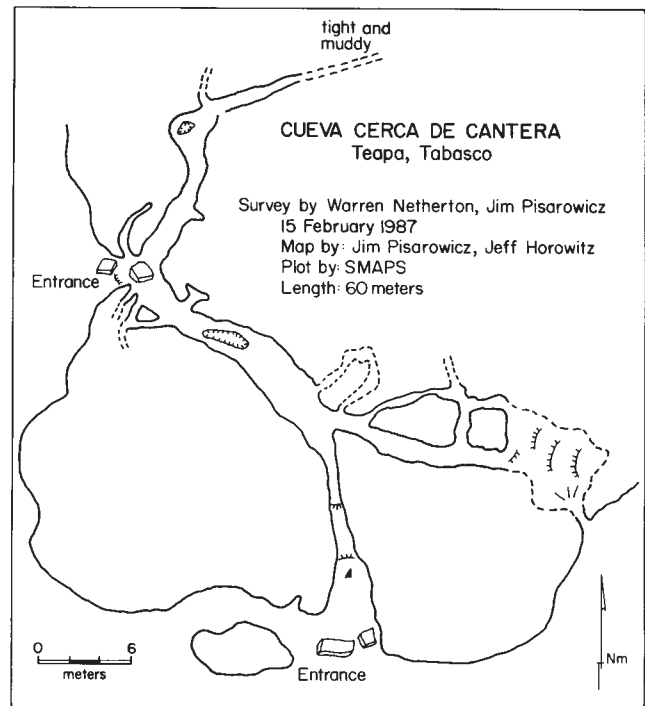 tight and
muddy
CUEVA CERCA DE CANTERA
Teapa, Tabasco
Survey by Warren Netherton, Jim Pisarowicz
15 February 1987
Map by: Jim Pisarowicz, Jeff Horowitz
Plot by: SMAPS
Length: 60 meters
Entrance
0 6
meters
Entrance
Nm